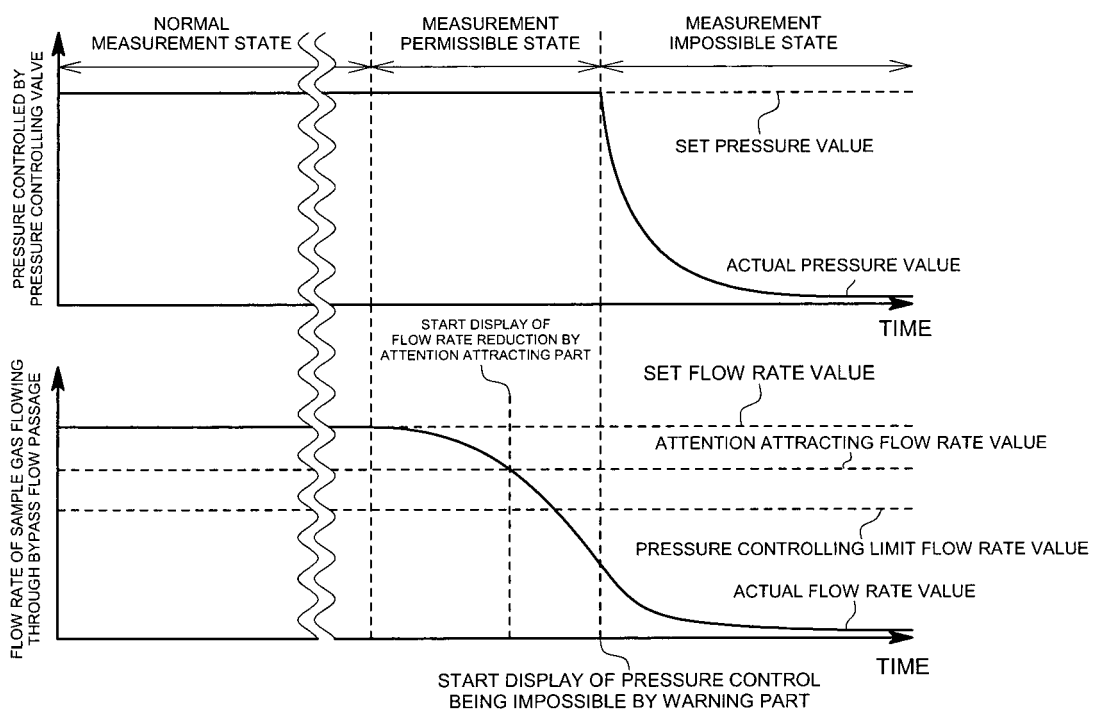 NORMAL
MEASUREMENT STATE
MEASUREMENT
PERMISSIBLE STATE
MEASUREMENT
IMPOSSIBLE STATE
PRESSURE CONTROLLED BY
PRESSURE CONTROLLING VALVE
SET PRESSURE VALUE
ACTUAL PRESSURE VALUE
TIME
START DISPLAY OF
FLOW RATE REDUCTION BY
ATTENTION ATTRACTING PART
FLOW RATE OF SAMPLE GAS FLOWING
THROUGH BYPASS FLOW PASSAGE
SET FLOW RATE VALUE
ATTENTION ATTRACTING FLOW RATE VALUE
PRESSURE CONTROLLING LIMIT FLOW RATE VALUE
ACTUAL FLOW RATE VALUE
TIME
START DISPLAY OF PRESSURE CONTROL
BEING IMPOSSIBLE BY WARNING PART